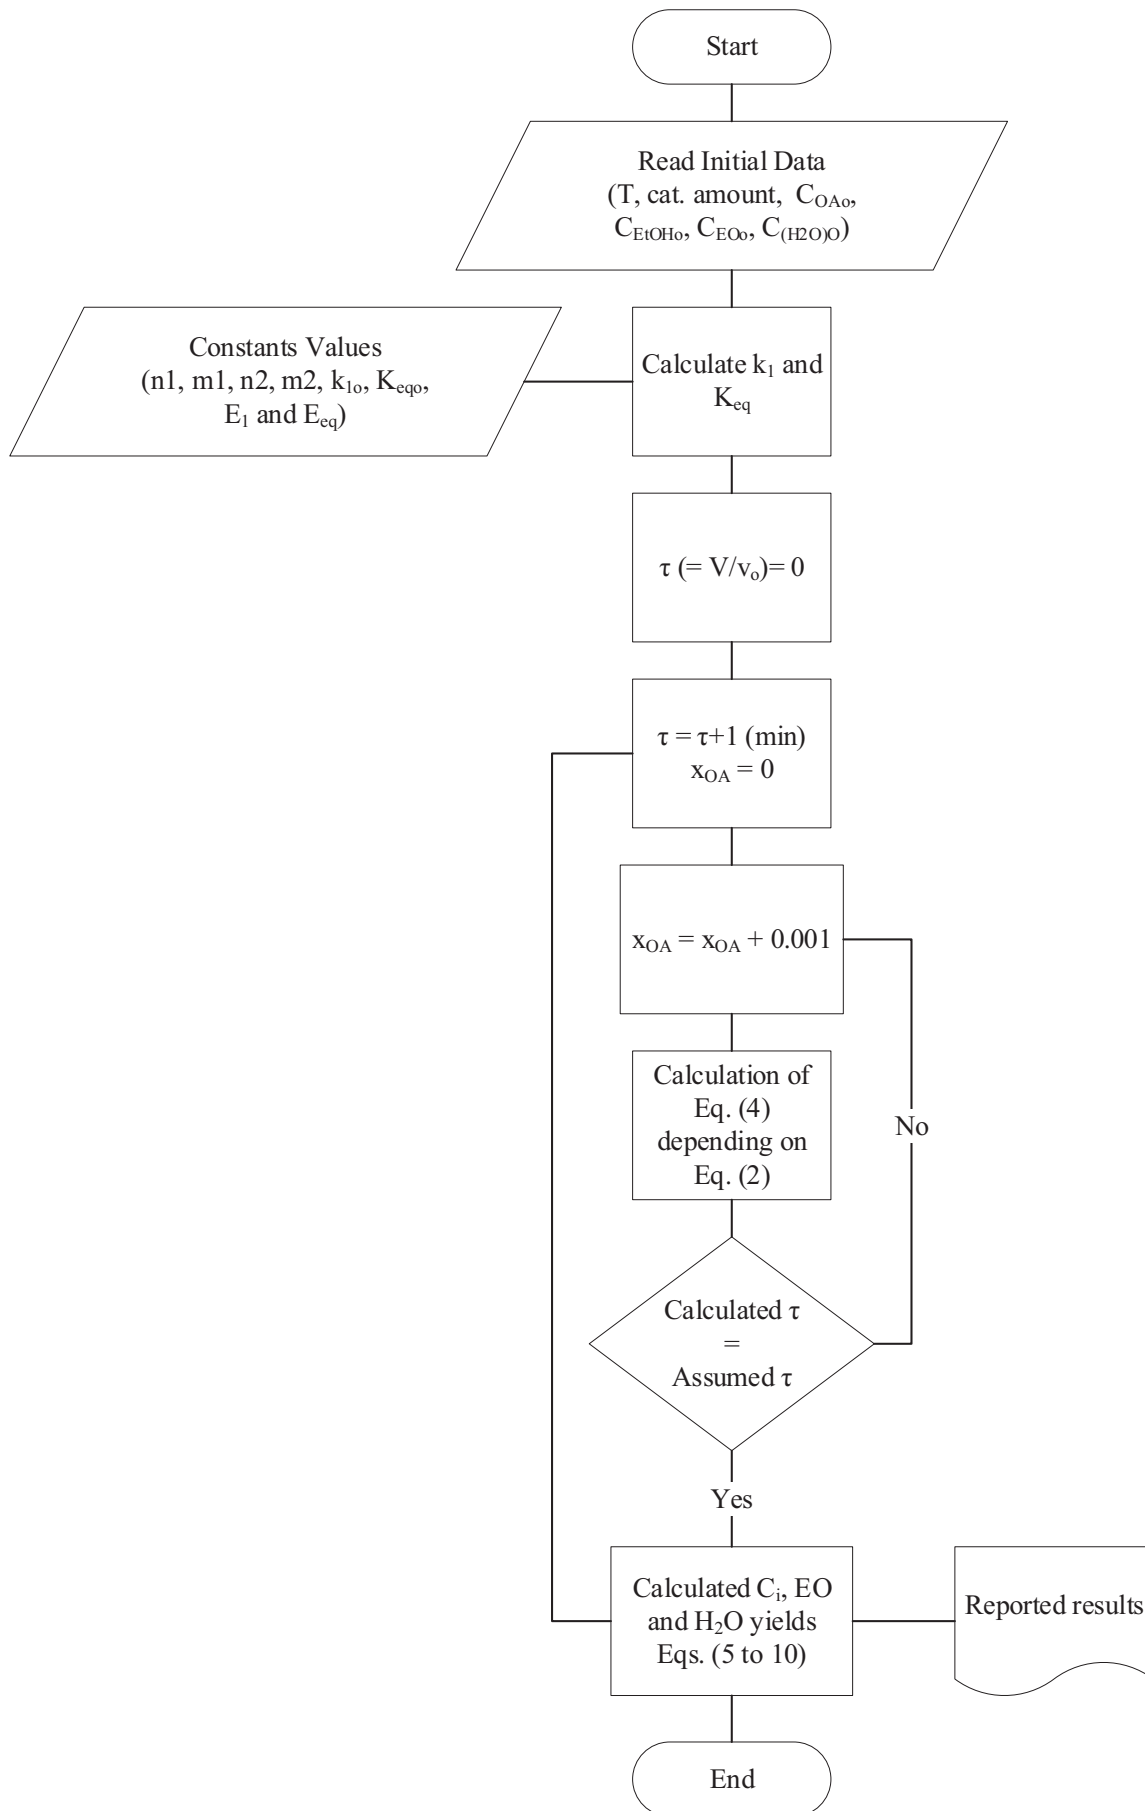 Start
Read Initial Data
(T, cat. amount, C_OAo,
C_EtOHo, C_EOo, C_(H2O)O)
Constants Values
(n1, m1, n2, m2, k_1o, K_eqo,
E_1 and E_eq)
Calculate k_1 and
K_eq
τ (= V/v_o)= 0
τ = τ+1 (min)
x_OA = 0
x_OA = x_OA + 0.001
Calculation of
Eq. (4)
depending on
Eq. (2)
No
Calculated τ
=
Assumed τ
Yes
Calculated C_i, EO
and H_2O yields
Eqs. (5 to 10)
Reported results
End